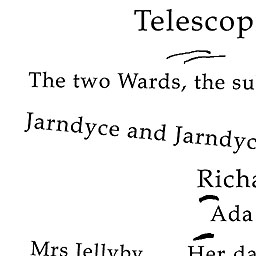 Telescop
The two Wards, the su
Jarndyce and Jarndyc
Richa
Ada
Mrs Jellyby
Her da